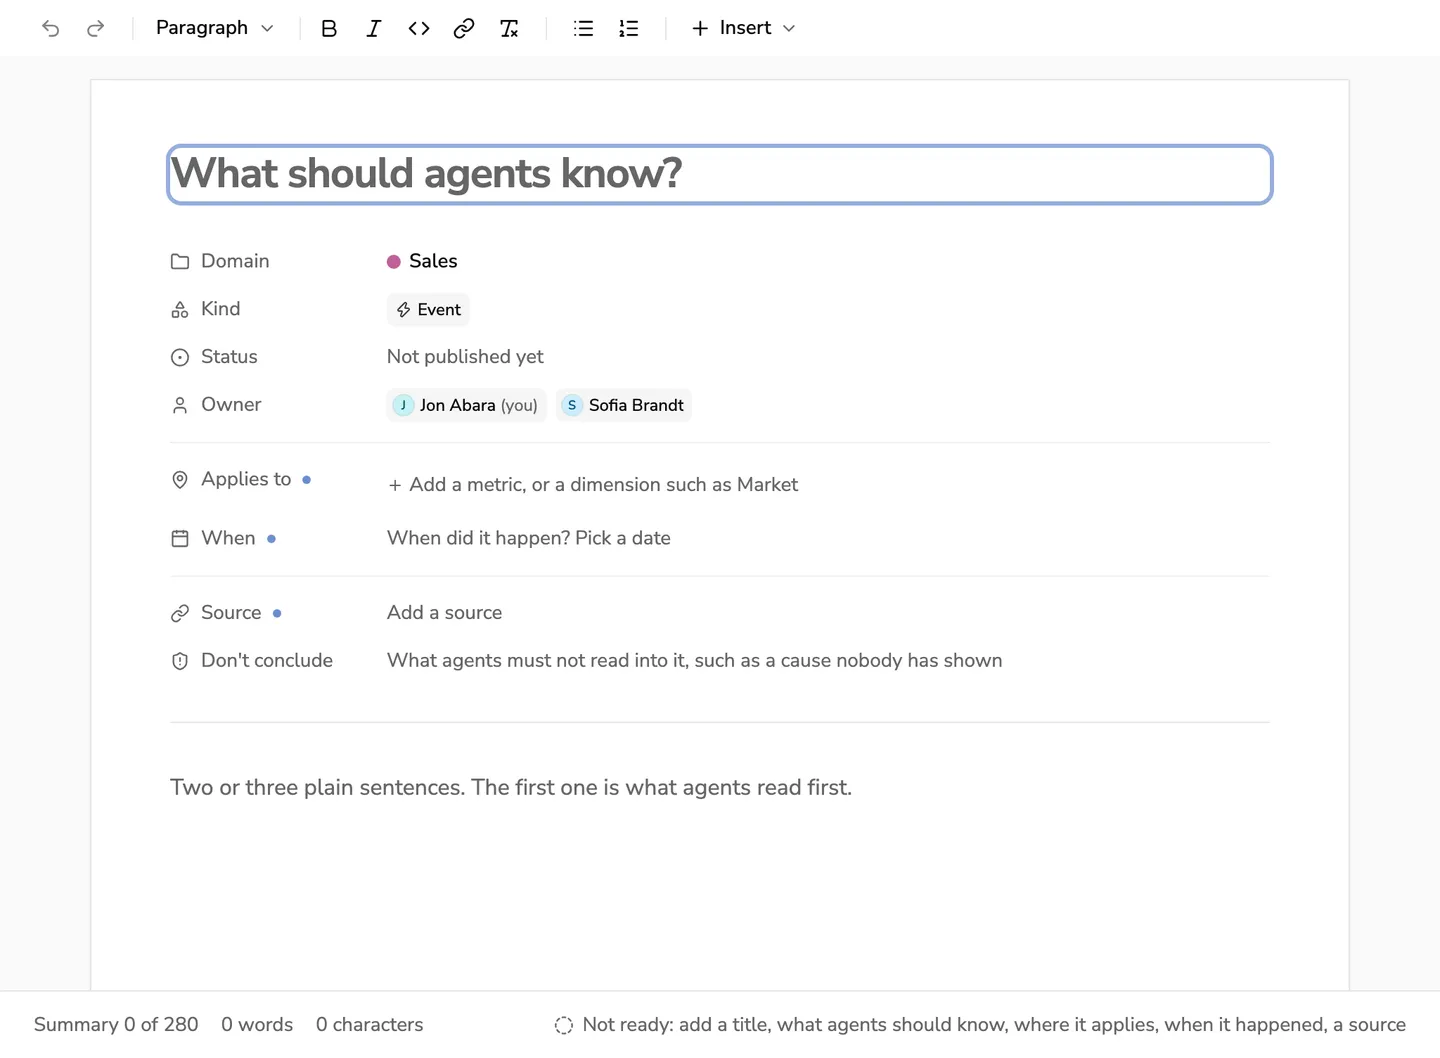 Paragraph
Insert
What should agents know?
Domain Sales
Kind Event
Status Not published yet
Owner J Jon Abara (you) S Sofia Brandt
Applies to + Add a metric, or a dimension such as Market
When When did it happen? Pick a date
Source Add a source
Don't conclude What agents must not read into it, such as a cause nobody has shown
Two or three plain sentences. The first one is what agents read first.
Summary 0 of 280 0 words 0 characters Not ready: add a title, what agents should know, where it applies, when it happened, a source